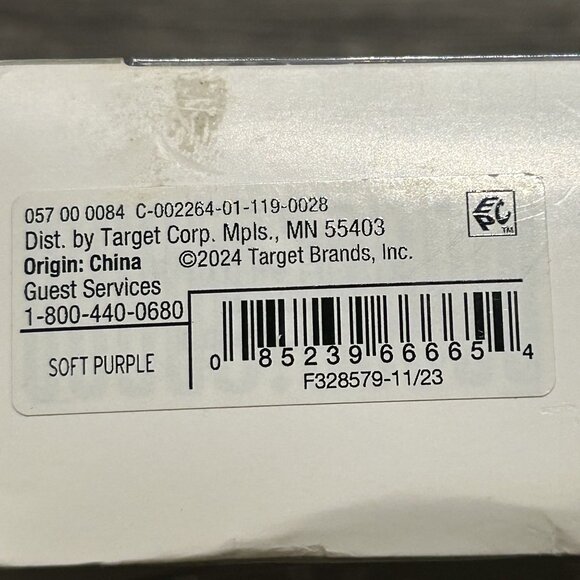 057 00 0084 C-002264-01-119-0028
Dist. by Target Corp. Mpls., MN 55403
Origin: China ©2024 Target Brands, Inc.
Guest Services
1-800-440-0680
EPC™
SOFT PURPLE
0 85239 66665 4
F328579-11/23